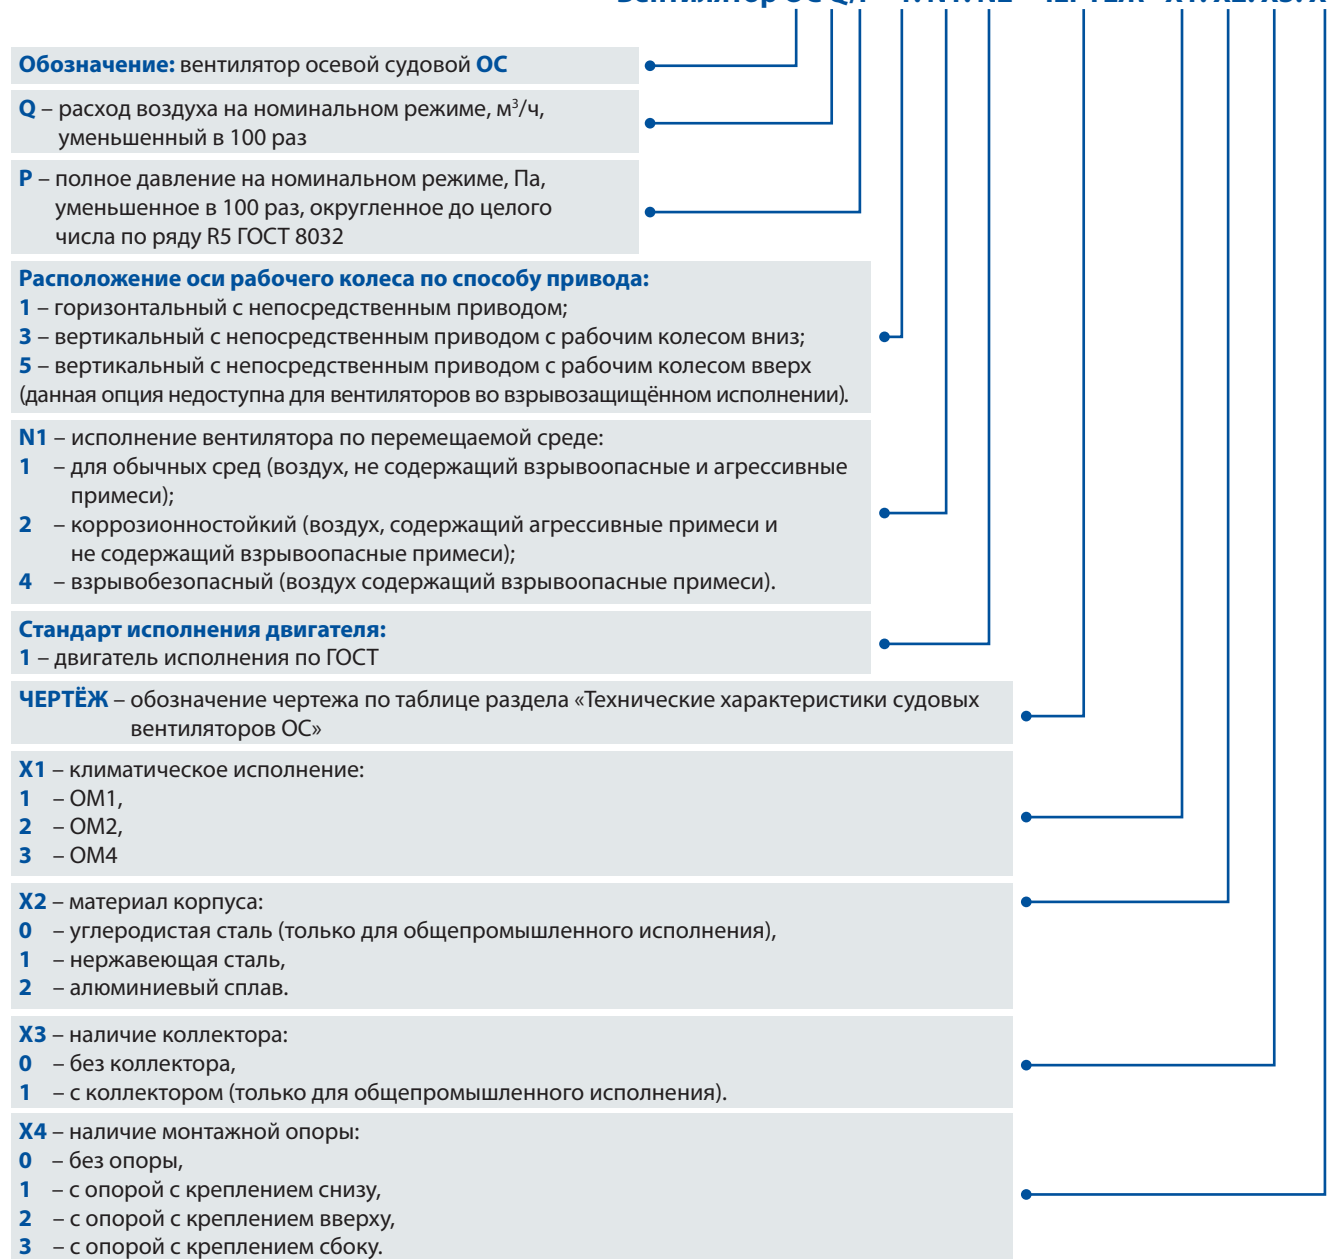 Обозначение: вентилятор осевой судовой ОС
Q – расход воздуха на номинальном режиме, м³/ч,
уменьшенный в 100 раз
P – полное давление на номинальном режиме, Па,
уменьшенное в 100 раз, округленное до целого
числа по ряду R5 ГОСТ 8032
Расположение оси рабочего колеса по способу привода:
1 – горизонтальный с непосредственным приводом;
3 – вертикальный с непосредственным приводом с рабочим колесом вниз;
5 – вертикальный с непосредственным приводом с рабочим колесом вверх
(данная опция недоступна для вентиляторов во взрывозащищённом исполнении).
N1 – исполнение вентилятора по перемещаемой среде:
1 – для обычных сред (воздух, не содержащий взрывоопасные и агрессивные
примеси);
2 – коррозионностойкий (воздух, содержащий агрессивные примеси и
не содержащий взрывоопасные примеси);
4 – взрывобезопасный (воздух содержащий взрывоопасные примеси).
Стандарт исполнения двигателя:
1 – двигатель исполнения по ГОСТ
ЧЕРТЁЖ – обозначение чертежа по таблице раздела «Технические характеристики судовых
вентиляторов ОС»
X1 – климатическое исполнение:
1 – ОМ1,
2 – ОМ2,
3 – ОМ4
X2 – материал корпуса:
0 – углеродистая сталь (только для общепромышленного исполнения),
1 – нержавеющая сталь,
2 – алюминиевый сплав.
X3 – наличие коллектора:
0 – без коллектора,
1 – с коллектором (только для общепромышленного исполнения).
X4 – наличие монтажной опоры:
0 – без опоры,
1 – с опорой с креплением снизу,
2 – с опорой с креплением вверху,
3 – с опорой с креплением сбоку.